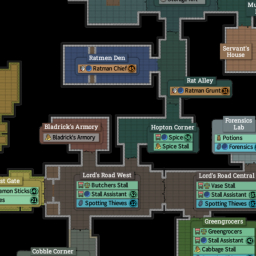 Mu
Servant's
House
Ratmen Den
Ratman Chief
Rat Alley
Ratman Grunt
Bladrick's Armory
Bladrick's Armory
Hopton Corner
Spice
Spice Stall
Forensics
Lab
Potions
Forensics
Lord's Road West
Butchers Stall
Stall Assistant
Spotting Thieves
Lord's Road Central
Vase Stall
Stall Assistant
Spotting Thieves
st Gate
mon Sticks
es
21
Greengrocers
Greengrocers
Stall Assistant
Cabbage Stall
Cobble Corner